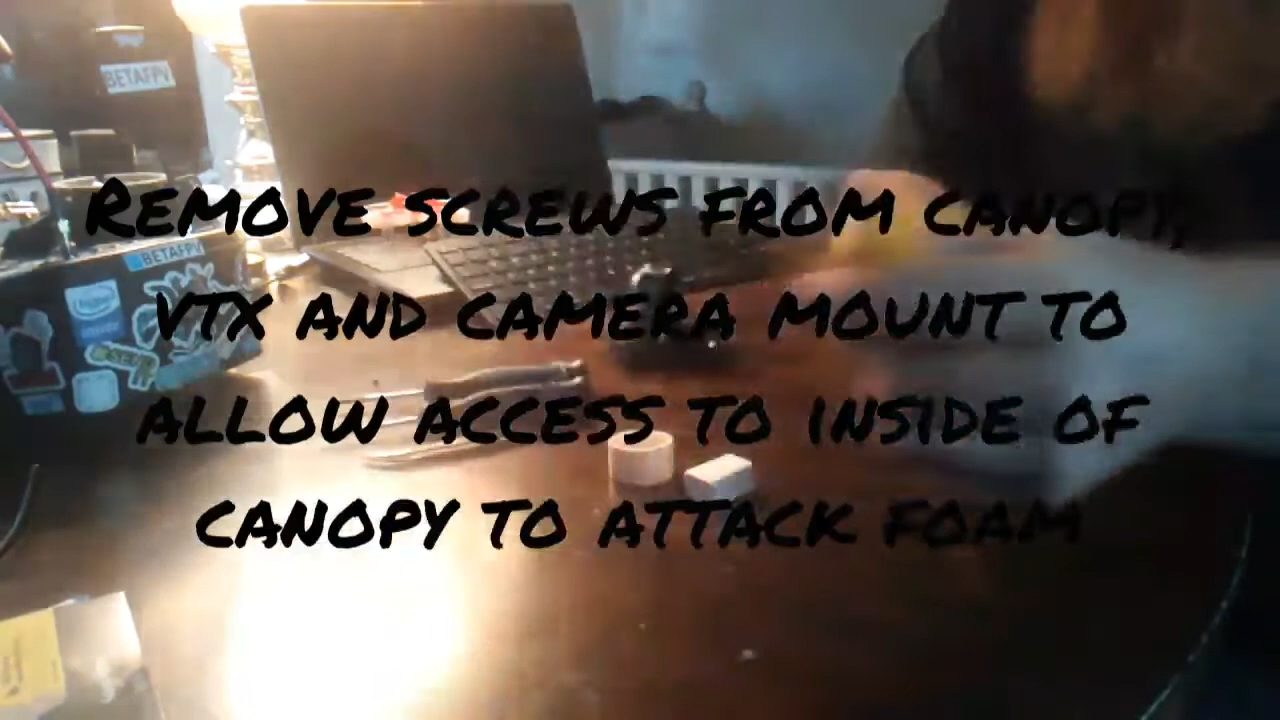 BETAFPV
BETAFPV
REMOVE SCREWS FROM CANOPY,
VTX AND CAMERA MOUNT TO
ALLOW ACCESS TO INSIDE OF
CANOPY TO ATTACK FOAM